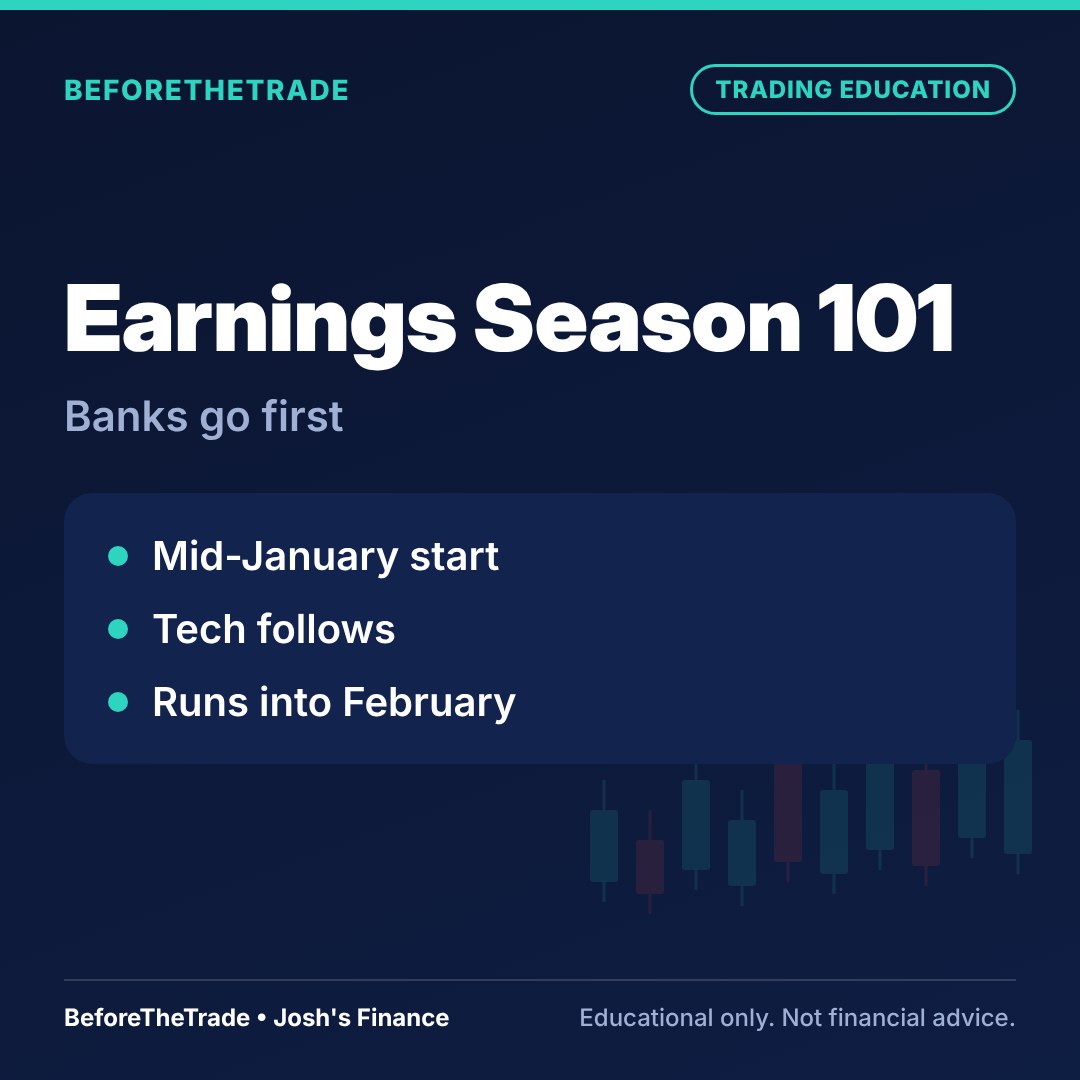 BEFORETHETRADE
TRADING EDUCATION
Earnings Season 101
Banks go first
Mid-January start
Tech follows
Runs into February
BeforeTheTrade • Josh's Finance
Educational only. Not financial advice.